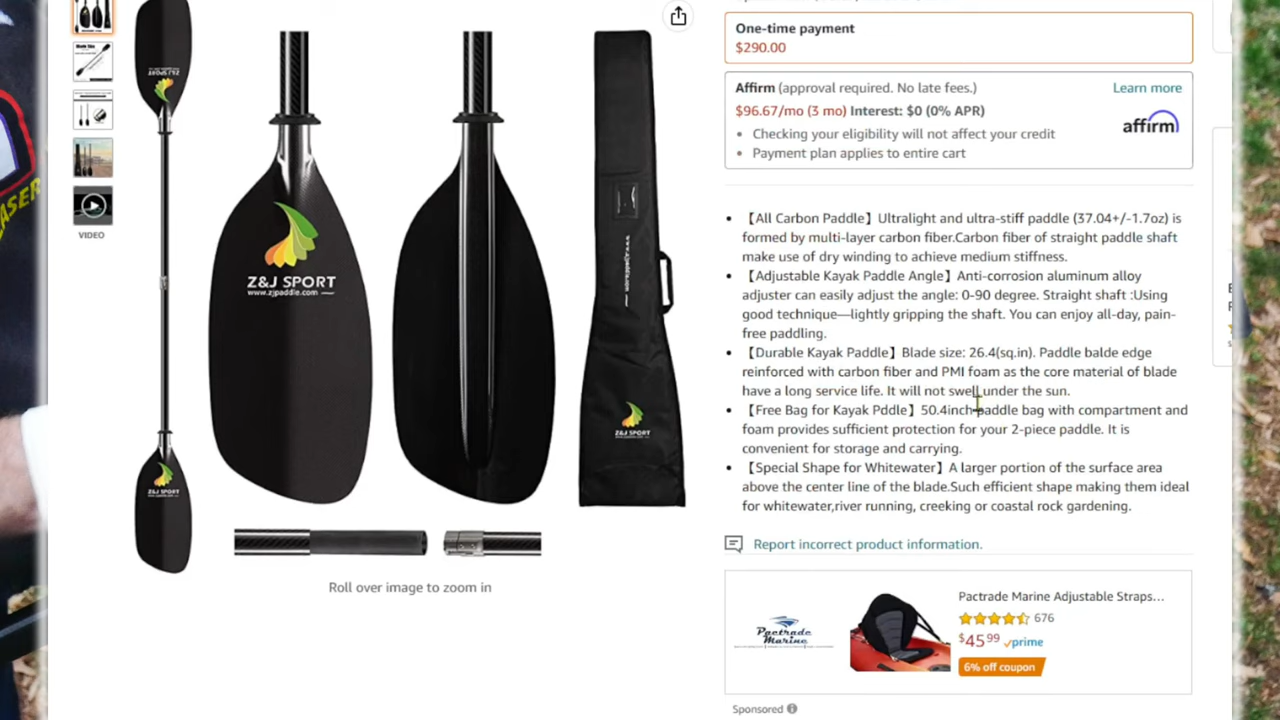 One-time payment
$290.00
Affirm (approval required. No late fees.) Learn more
$96.67/mo (3 mo) Interest: $0 (0% APR)
• Checking your eligibility will not affect your credit
affirm
• Payment plan applies to entire cart
VIDEO
Z&J SPORT
www.zjpaddle.com
Z&J SPORT
Z&J SPORT
Z&J SPORT
Roll over image to zoom in
• 【All Carbon Paddle】Ultralight and ultra-stiff paddle (37.04+/-1.7oz) is
formed by multi-layer carbon fiber.Carbon fiber of straight paddle shaft
make use of dry winding to achieve medium stiffness.
• 【Adjustable Kayak Paddle Angle】Anti-corrosion aluminum alloy
adjuster can easily adjust the angle: 0-90 degree. Straight shaft :Using
good technique—lightly gripping the shaft. You can enjoy all-day, pain-
free paddling.
• 【Durable Kayak Paddle】Blade size: 26.4(sq.in). Paddle balde edge
reinforced with carbon fiber and PMI foam as the core material of blade
have a long service life. It will not swell under the sun.
• 【Free Bag for Kayak Pddle】50.4inch paddle bag with compartment and
foam provides sufficient protection for your 2-piece paddle. It is
convenient for storage and carrying.
• 【Special Shape for Whitewater】A larger portion of the surface area
above the center line of the blade.Such efficient shape making them ideal
for whitewater,river running, creeking or coastal rock gardening.
Report incorrect product information.
Pactrade Marine
Pactrade Marine Adjustable Straps...
676
$45.99 prime
6% off coupon
Sponsored